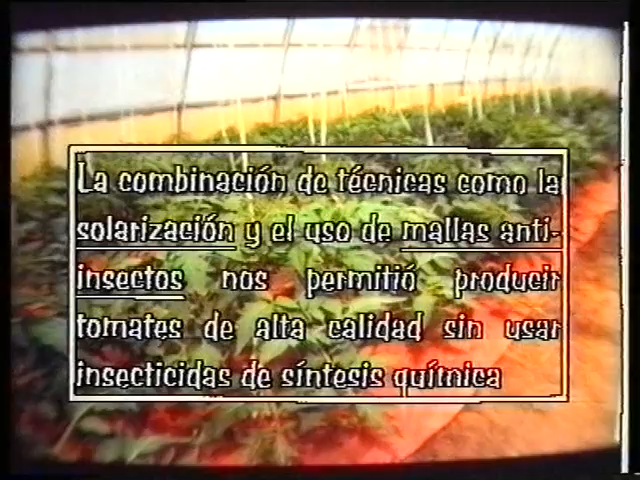 La combinación de técnicas como la
solarización y el uso de mallas anti-
insectos nos permitió producir
tomates de alta calidad sin usar
insecticidas de síntesis química